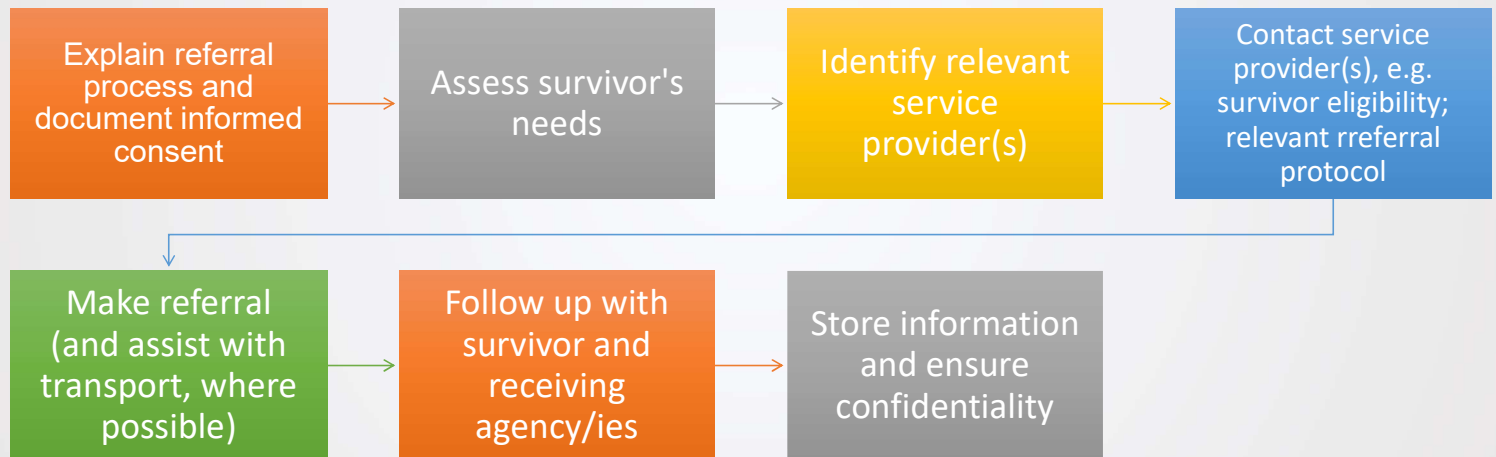 Explain referral
process and
document informed
consent
Assess survivor's
needs
Identify relevant
service
provider(s)
Contact service
provider(s), e.g.
survivor eligibility;
relevant rreferral
protocol
Make referral
(and assist with
transport, where
possible)
Follow up with
survivor and
receiving
agency/ies
Store information
and ensure
confidentiality